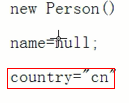 new Person()
name=null;
country="cn"